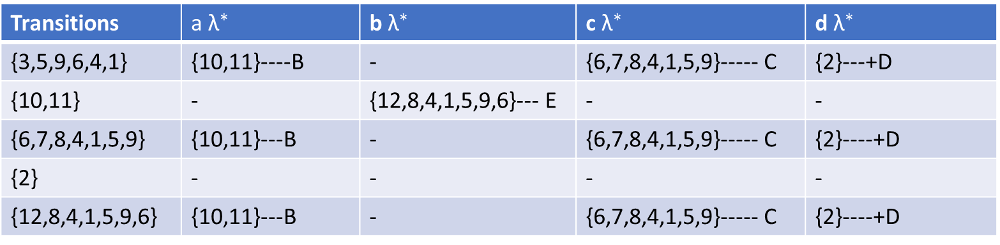 Transitions a λ* b λ* c λ* d λ*
{3,5,9,6,4,1} {10,11}----B - {6,7,8,4,1,5,9}----- C {2}---+D
{10,11} - {12,8,4,1,5,9,6}--- E - -
{6,7,8,4,1,5,9} {10,11}---B - {6,7,8,4,1,5,9}----- C {2}----+D
{2} - - - -
{12,8,4,1,5,9,6} {10,11}---B - {6,7,8,4,1,5,9}----- C {2}----+D